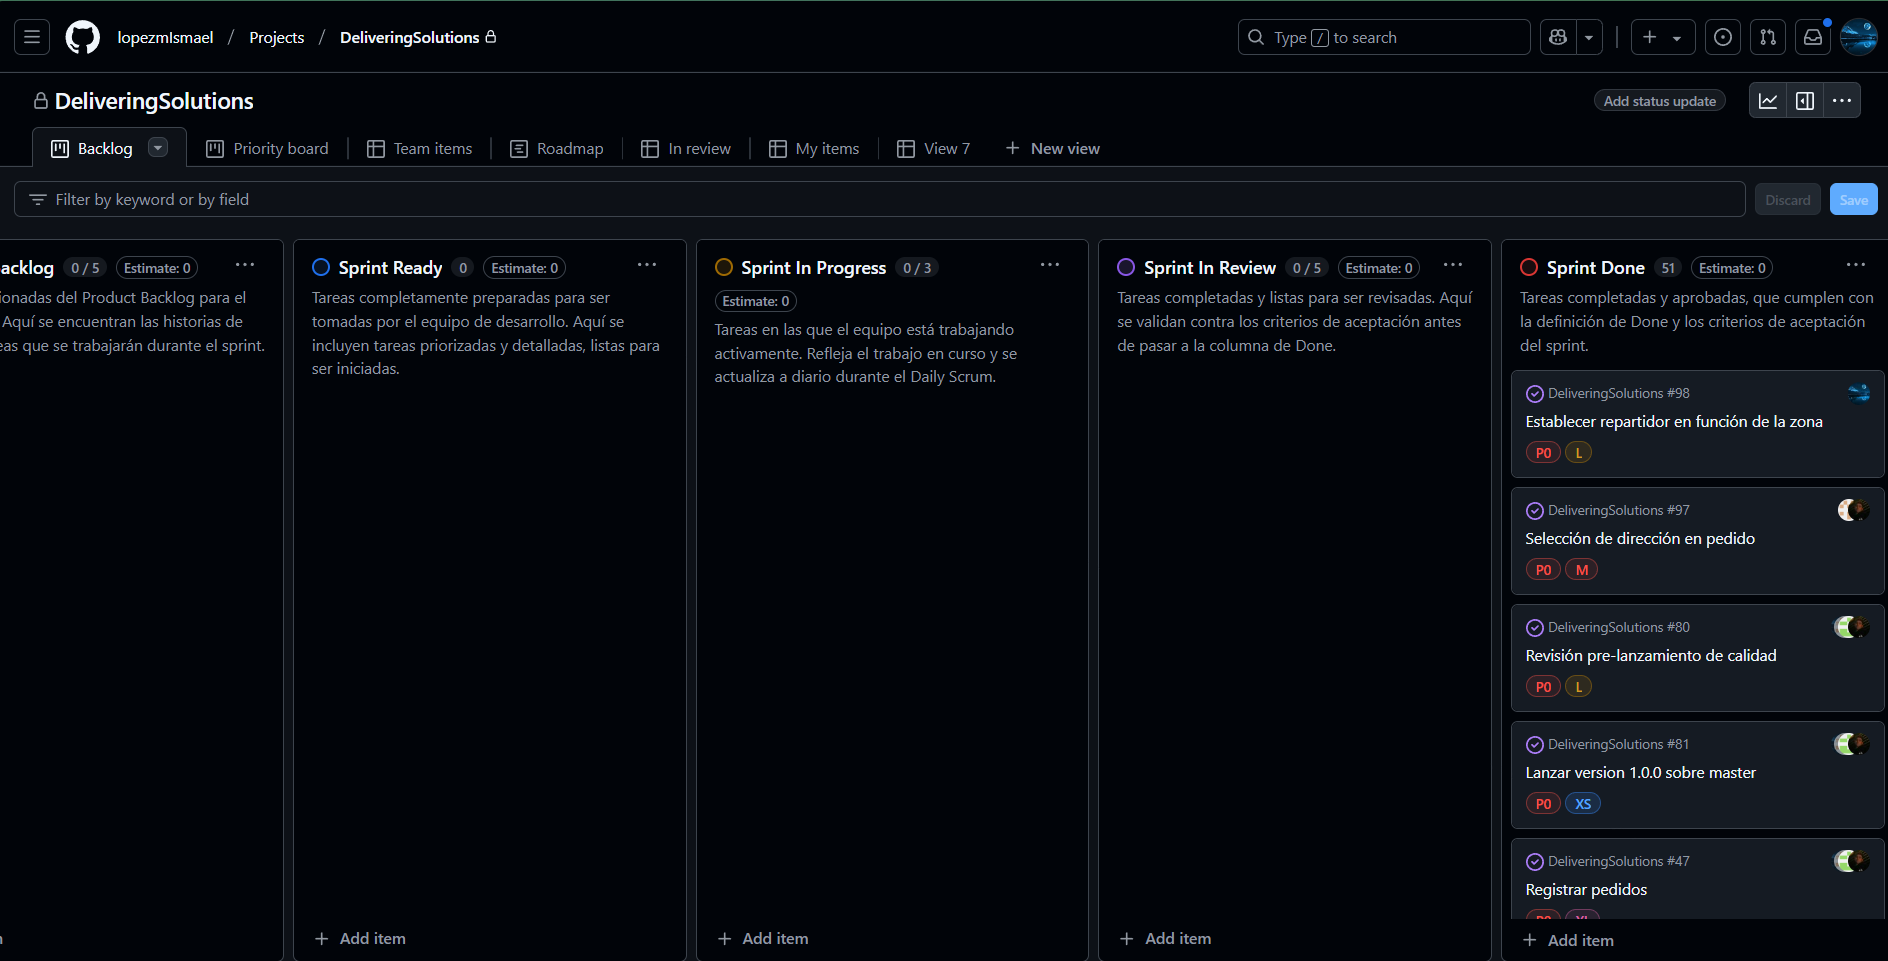 lopezmIsmael / Projects / DeliveringSolutions
Type / to search
DeliveringSolutions
Add status update
Backlog
Priority board
Team items
Roadmap
In review
My items
View 7
New view
Filter by keyword or by field
Discard
Save
acklog 0 / 5 Estimate: 0
ionadas del Product Backlog para el
Aquí se encuentran las historias de
eas que se trabajarán durante el sprint.
Sprint Ready 0 Estimate: 0
Tareas completamente preparadas para ser
tomadas por el equipo de desarrollo. Aquí se
incluyen tareas priorizadas y detalladas, listas para
ser iniciadas.
Add item
Sprint In Progress 0 / 3
Estimate: 0
Tareas en las que el equipo está trabajando
activamente. Refleja el trabajo en curso y se
actualiza a diario durante el Daily Scrum.
Add item
Sprint In Review 0 / 5 Estimate: 0
Tareas completadas y listas para ser revisadas. Aquí
se validan contra los criterios de aceptación antes
de pasar a la columna de Done.
Add item
Sprint Done 51 Estimate: 0
Tareas completadas y aprobadas, que cumplen con
la definición de Done y los criterios de aceptación
del sprint.
DeliveringSolutions #98
Establecer repartidor en función de la zona
P0 L
DeliveringSolutions #97
Selección de dirección en pedido
P0 M
DeliveringSolutions #80
Revisión pre-lanzamiento de calidad
P0 L
DeliveringSolutions #81
Lanzar version 1.0.0 sobre master
P0 XS
DeliveringSolutions #47
Registrar pedidos
P0 XL
Add item